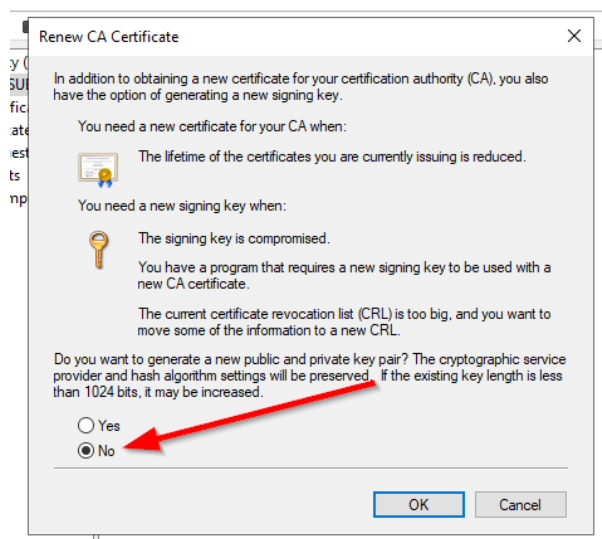 Renew CA Certificate
In addition to obtaining a new certificate for your certification authority (CA), you also
have the option of generating a new signing key.
You need a new certificate for your CA when:
The lifetime of the certificates you are currently issuing is reduced.
You need a new signing key when:
The signing key is compromised.
You have a program that requires a new signing key to be used with a
new CA certificate.
The current certificate revocation list (CRL) is too big, and you want to
move some of the information to a new CRL.
Do you want to generate a new public and private key pair? The cryptographic service
provider and hash algorithm settings will be preserved. If the existing key length is less
than 1024 bits, it may be increased.
Yes
No
OK
Cancel